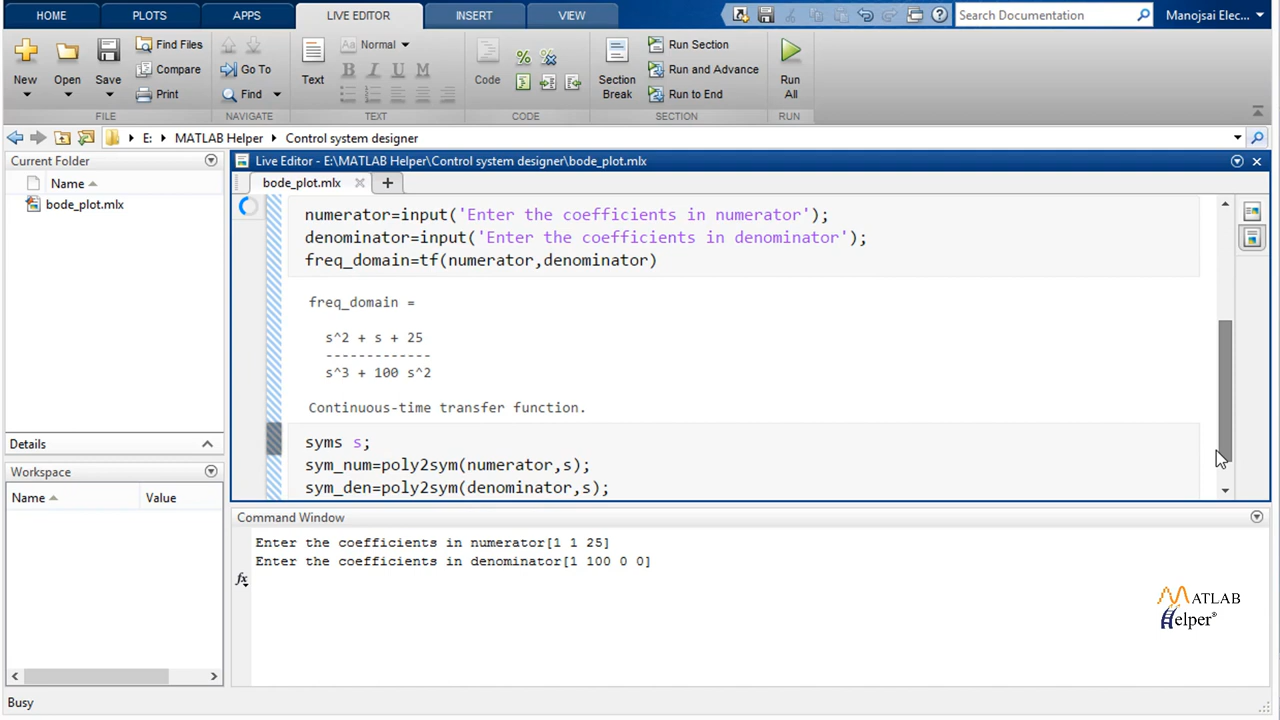 HOME PLOTS APPS LIVE EDITOR INSERT VIEW Search Documentation Manojsai Elec...
New Open Save Find Files Compare Print Go To Find Text Aa Normal B I U M Code Section Break Run Section Run and Advance Run to End Run All
FILE NAVIGATE TEXT CODE SECTION RUN
E: MATLAB Helper Control system designer
Current Folder
Name
bode_plot.mlx
Details
Workspace
Name Value
Live Editor - E:\MATLAB Helper\Control system designer\bode_plot.mlx
bode_plot.mlx
numerator=input('Enter the coefficients in numerator');
denominator=input('Enter the coefficients in denominator');
freq_domain=tf(numerator,denominator)
freq_domain =
s^2 + s + 25
-------------
s^3 + 100 s^2
Continuous-time transfer function.
syms s;
sym_num=poly2sym(numerator,s);
sym_den=poly2sym(denominator,s);
Command Window
Enter the coefficients in numerator[1 1 25]
Enter the coefficients in denominator[1 100 0 0]
fx
MATLAB
Helper®
Busy